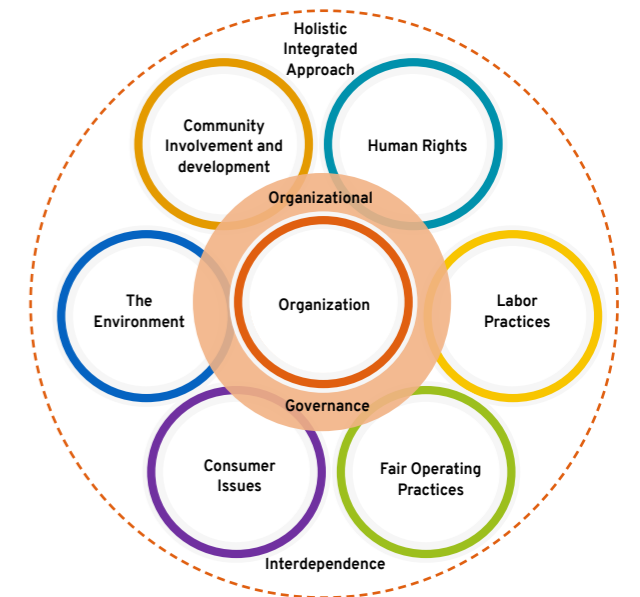 Holistic
Integrated
Approach
Community
Involvement and
development
Human Rights
Organizational
The
Environment
Organization
Labor
Practices
Governance
Consumer
Issues
Fair Operating
Practices
Interdependence